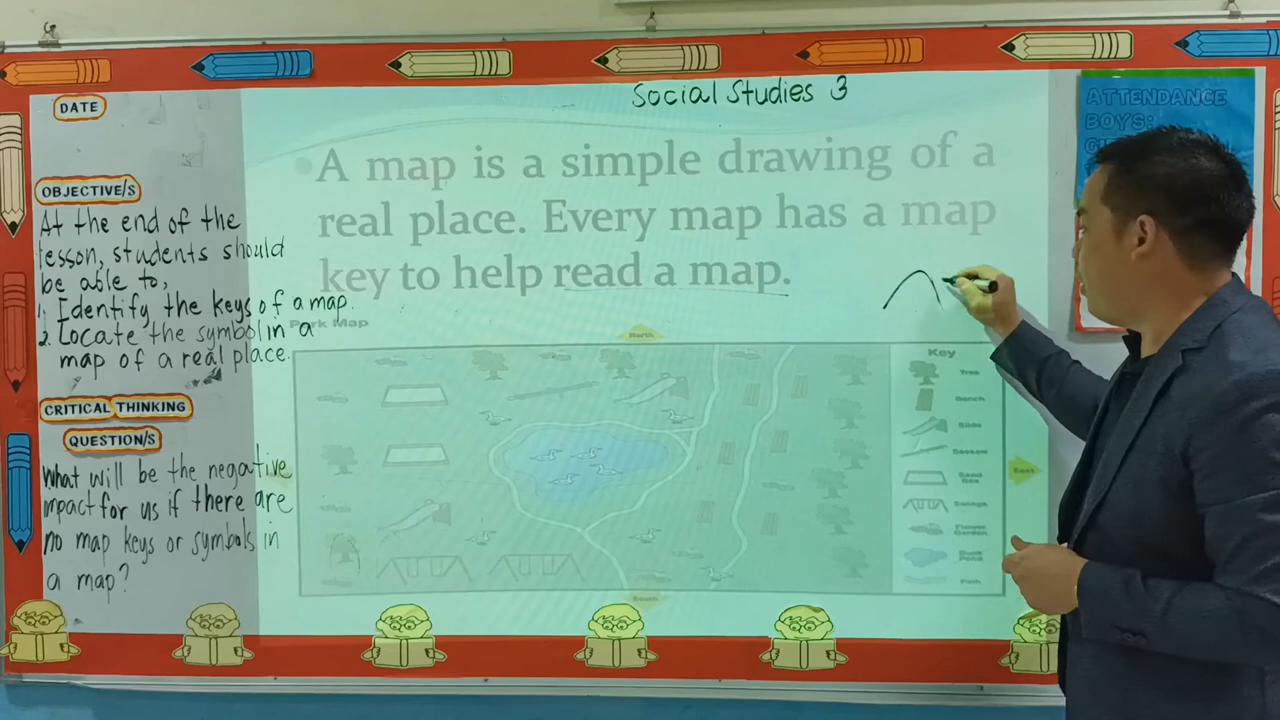 Social Studies 3
DATE
OBJECTIVE/S
At the end of the
lesson, students should
be able to,
1. Identify the keys of a map.
2. Locate the symbol in a
map of a real place.
CRITICAL THINKING
QUESTION/S
What will be the negative
impact for us if there are
no map keys or symbols in
a map?
A map is a simple drawing of a
real place. Every map has a map
key to help read a map.
Park Map
North
East
South
Key
Tree
Bench
Slide
Seesaw
Sand
Box
Swings
Flower
Garden
Duck
Pond
Path
ATTENDANCE
BOYS: